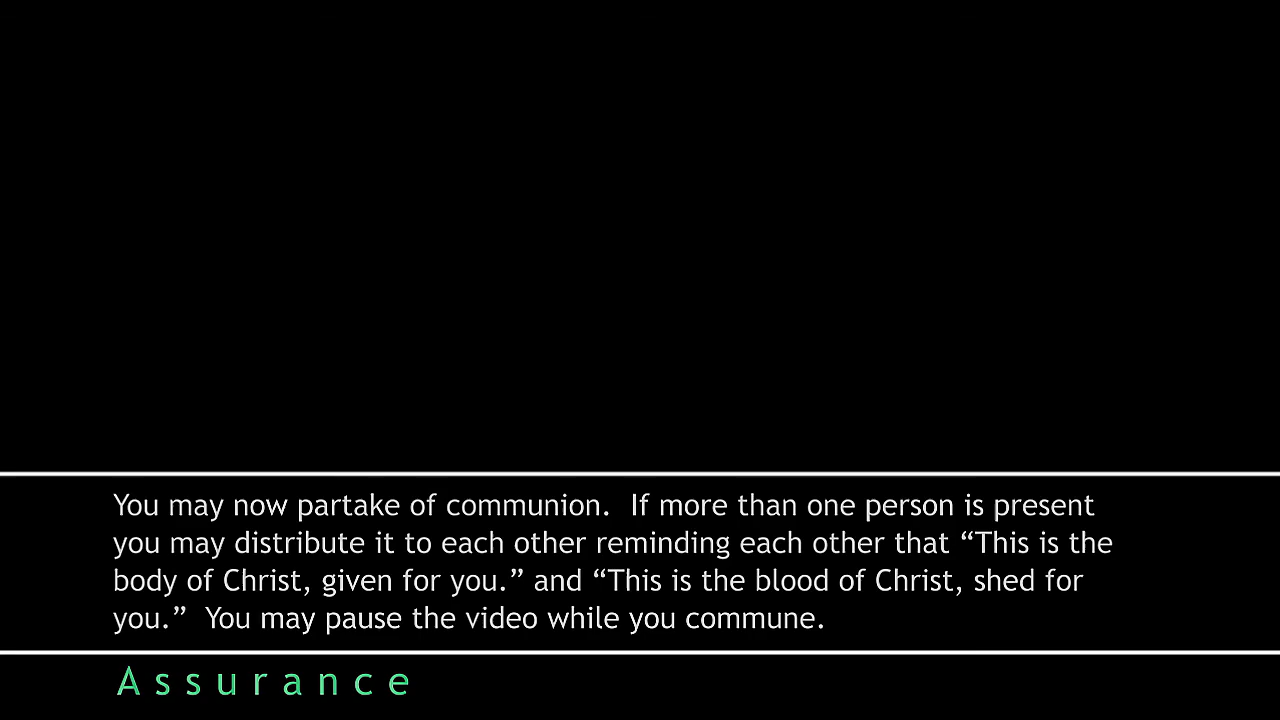 You may now partake of communion.  If more than one person is present
you may distribute it to each other reminding each other that “This is the
body of Christ, given for you.” and “This is the blood of Christ, shed for
you.”  You may pause the video while you commune.
Assurance